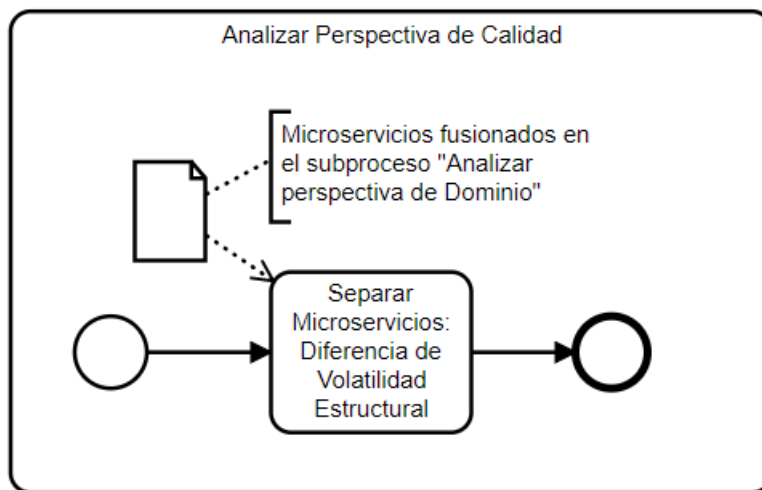 Analizar Perspectiva de Calidad
Microservicios fusionados en
el subproceso "Analizar
perspectiva de Dominio"
Separar
Microservicios:
Diferencia de
Volatilidad
Estructural